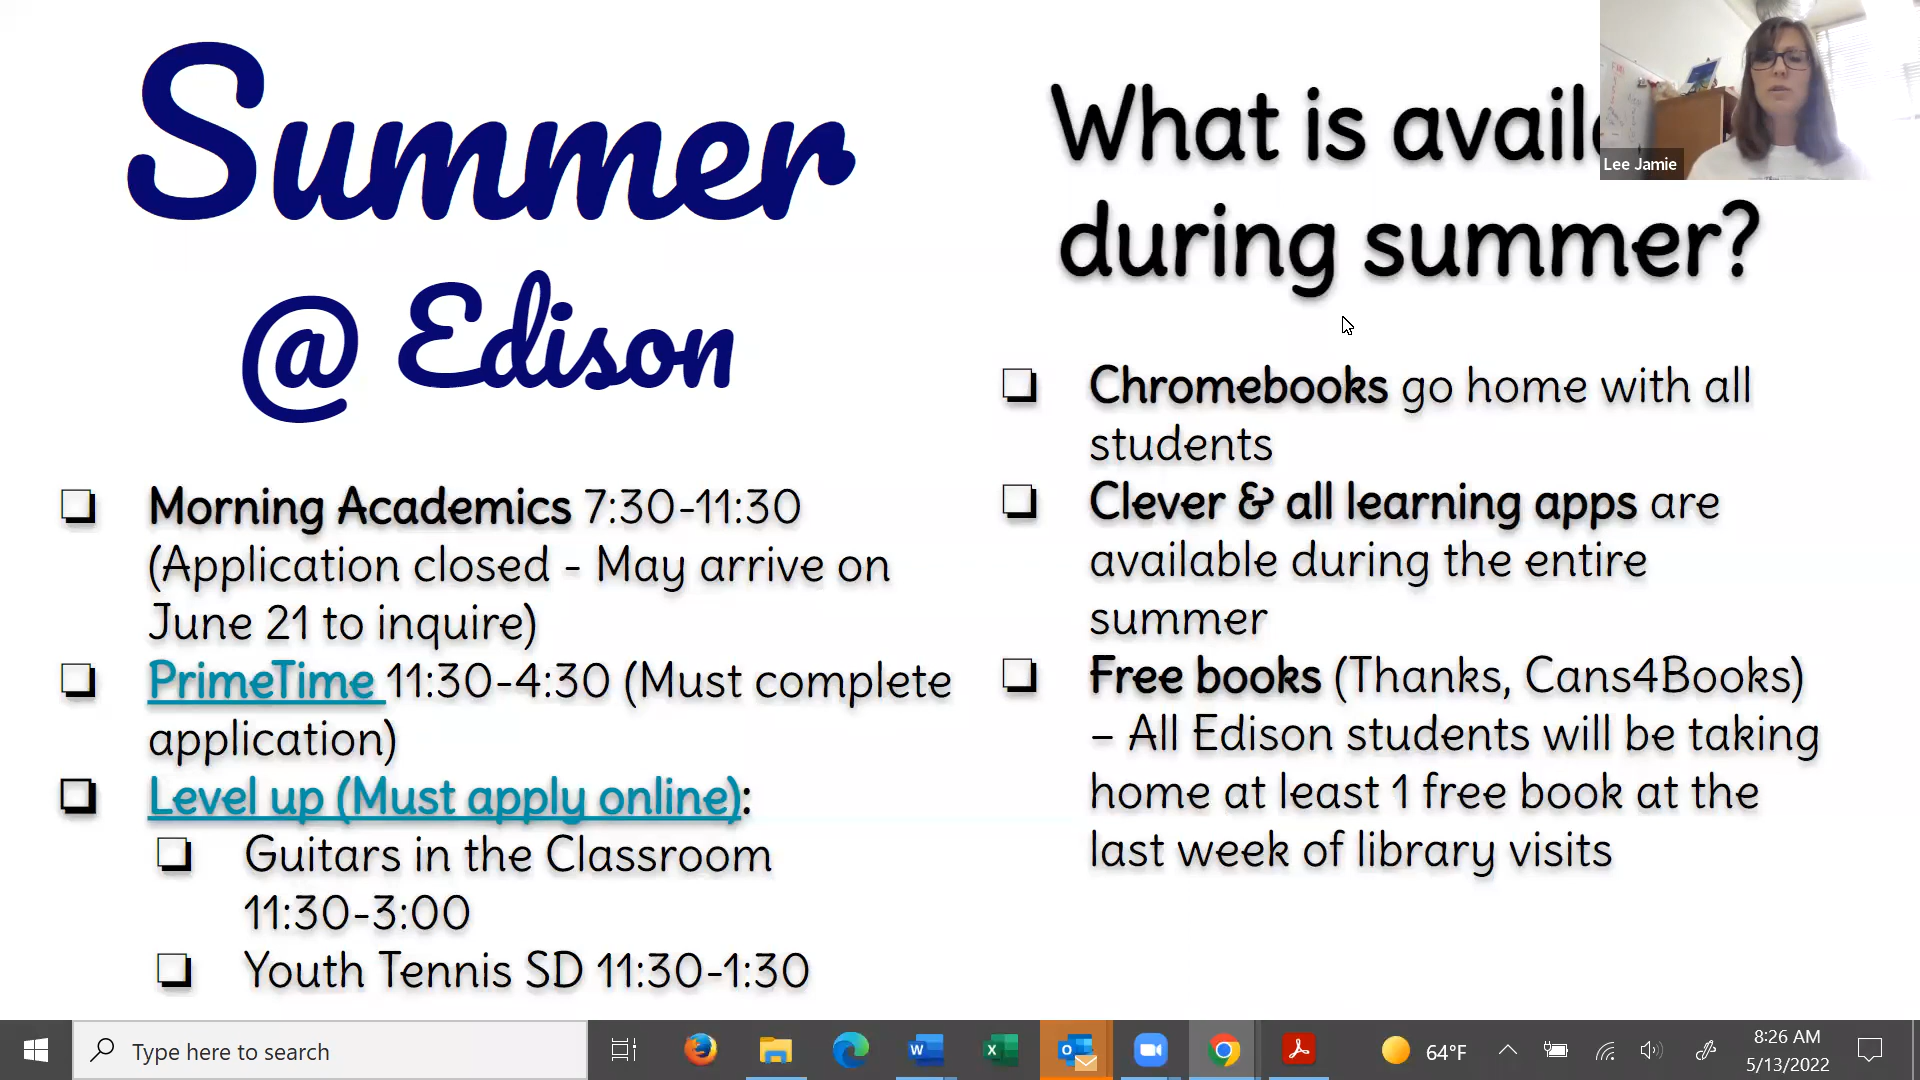 Summer
@ Edison
Morning Academics 7:30-11:30
(Application closed - May arrive on
June 21 to inquire)
PrimeTime 11:30-4:30 (Must complete
application)
Level up (Must apply online):
Guitars in the Classroom
11:30-3:00
Youth Tennis SD 11:30-1:30
What is avail
during summer?
Chromebooks go home with all
students
Clever & all learning apps are
available during the entire
summer
Free books (Thanks, Cans4Books)
– All Edison students will be taking
home at least 1 free book at the
last week of library visits
Lee Jamie
Type here to search
64°F
8:26 AM
5/13/2022